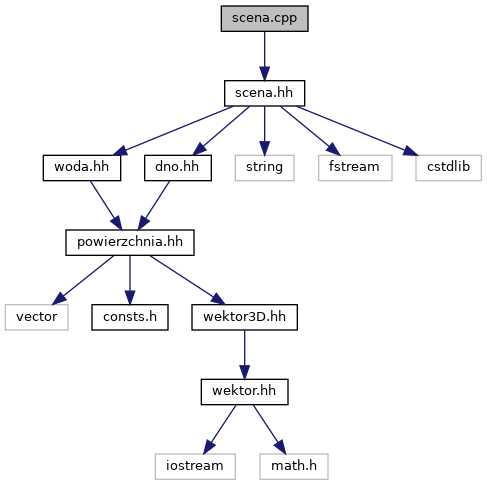 scena.cpp
scena.hh
woda.hh
dno.hh
string
fstream
cstdlib
powierzchnia.hh
vector
consts.h
wektor3D.hh
wektor.hh
iostream
math.h